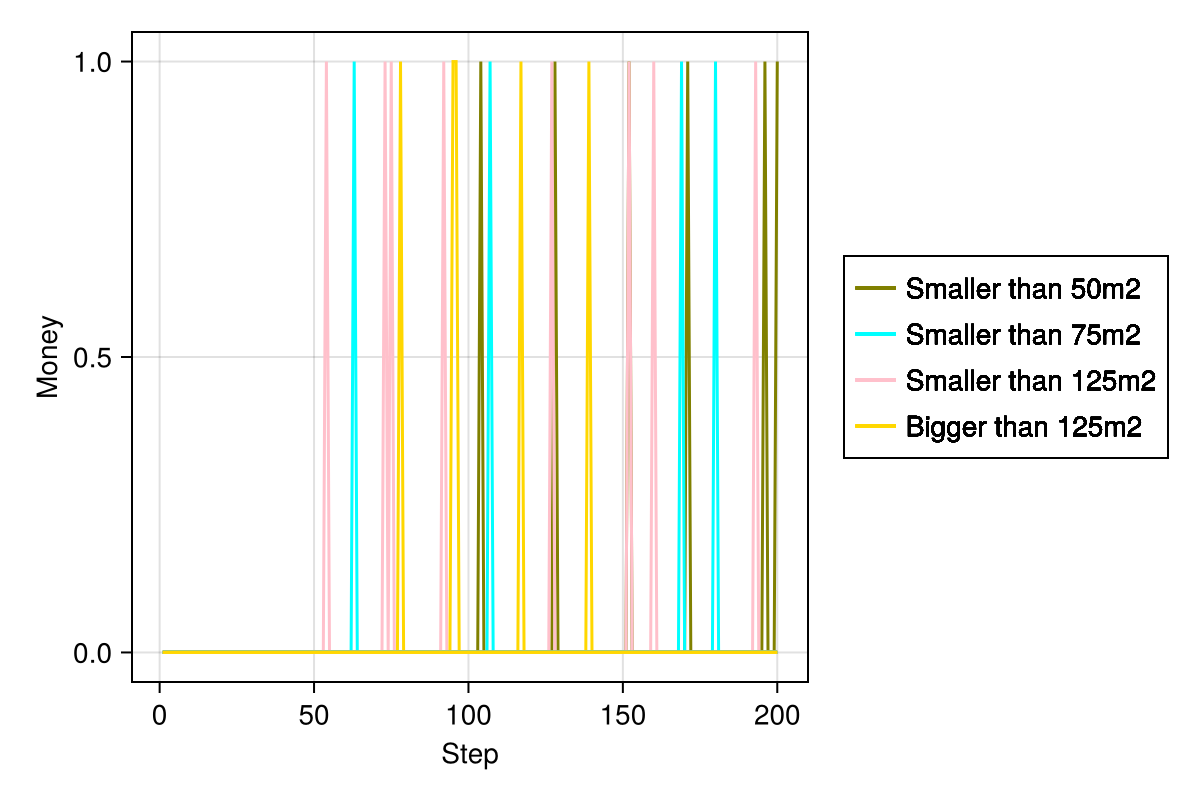 1.0
0.5
0.0
Money
0
50
100
150
200
Step
Smaller than 50m2
Smaller than 75m2
Smaller than 125m2
Bigger than 125m2